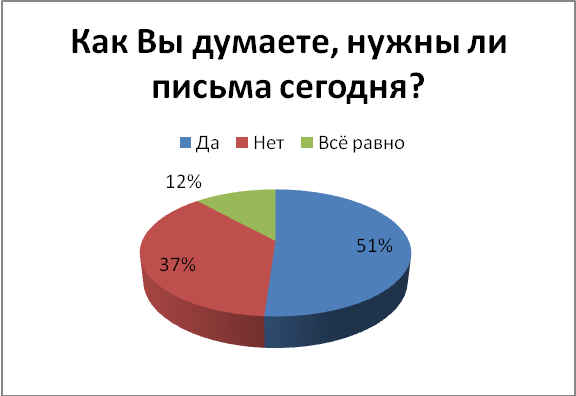 Как Вы думаете, нужны ли
письма сегодня?
Да Нет Всё равно
12%
51%
37%